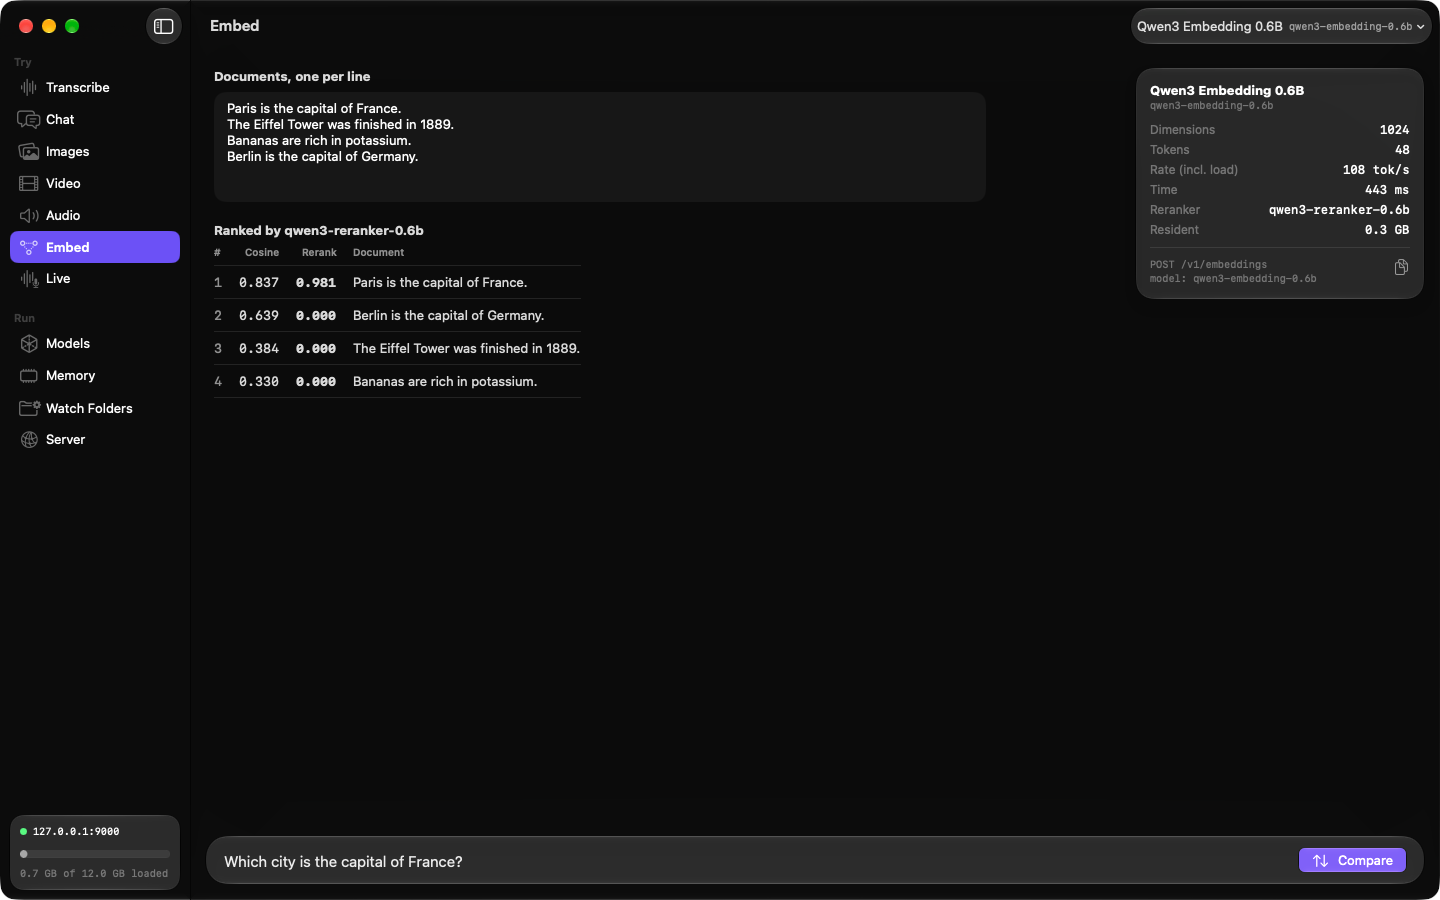 Try
Transcribe
Chat
Images
Video
Audio
Embed
Live
Run
Models
Memory
Watch Folders
Server
127.0.0.1:9000
0.7 GB of 12.0 GB loaded
Embed
Qwen3 Embedding 0.6B qwen3-embedding-0.6b
Documents, one per line
Paris is the capital of France.
The Eiffel Tower was finished in 1889.
Bananas are rich in potassium.
Berlin is the capital of Germany.
Ranked by qwen3-reranker-0.6b
# Cosine Rerank Document
1 0.837 0.981 Paris is the capital of France.
2 0.639 0.000 Berlin is the capital of Germany.
3 0.384 0.000 The Eiffel Tower was finished in 1889.
4 0.330 0.000 Bananas are rich in potassium.
Qwen3 Embedding 0.6B
qwen3-embedding-0.6b
Dimensions 1024
Tokens 48
Rate (incl. load) 108 tok/s
Time 443 ms
Reranker qwen3-reranker-0.6b
Resident 0.3 GB
POST /v1/embeddings
model: qwen3-embedding-0.6b
Which city is the capital of France?
Compare